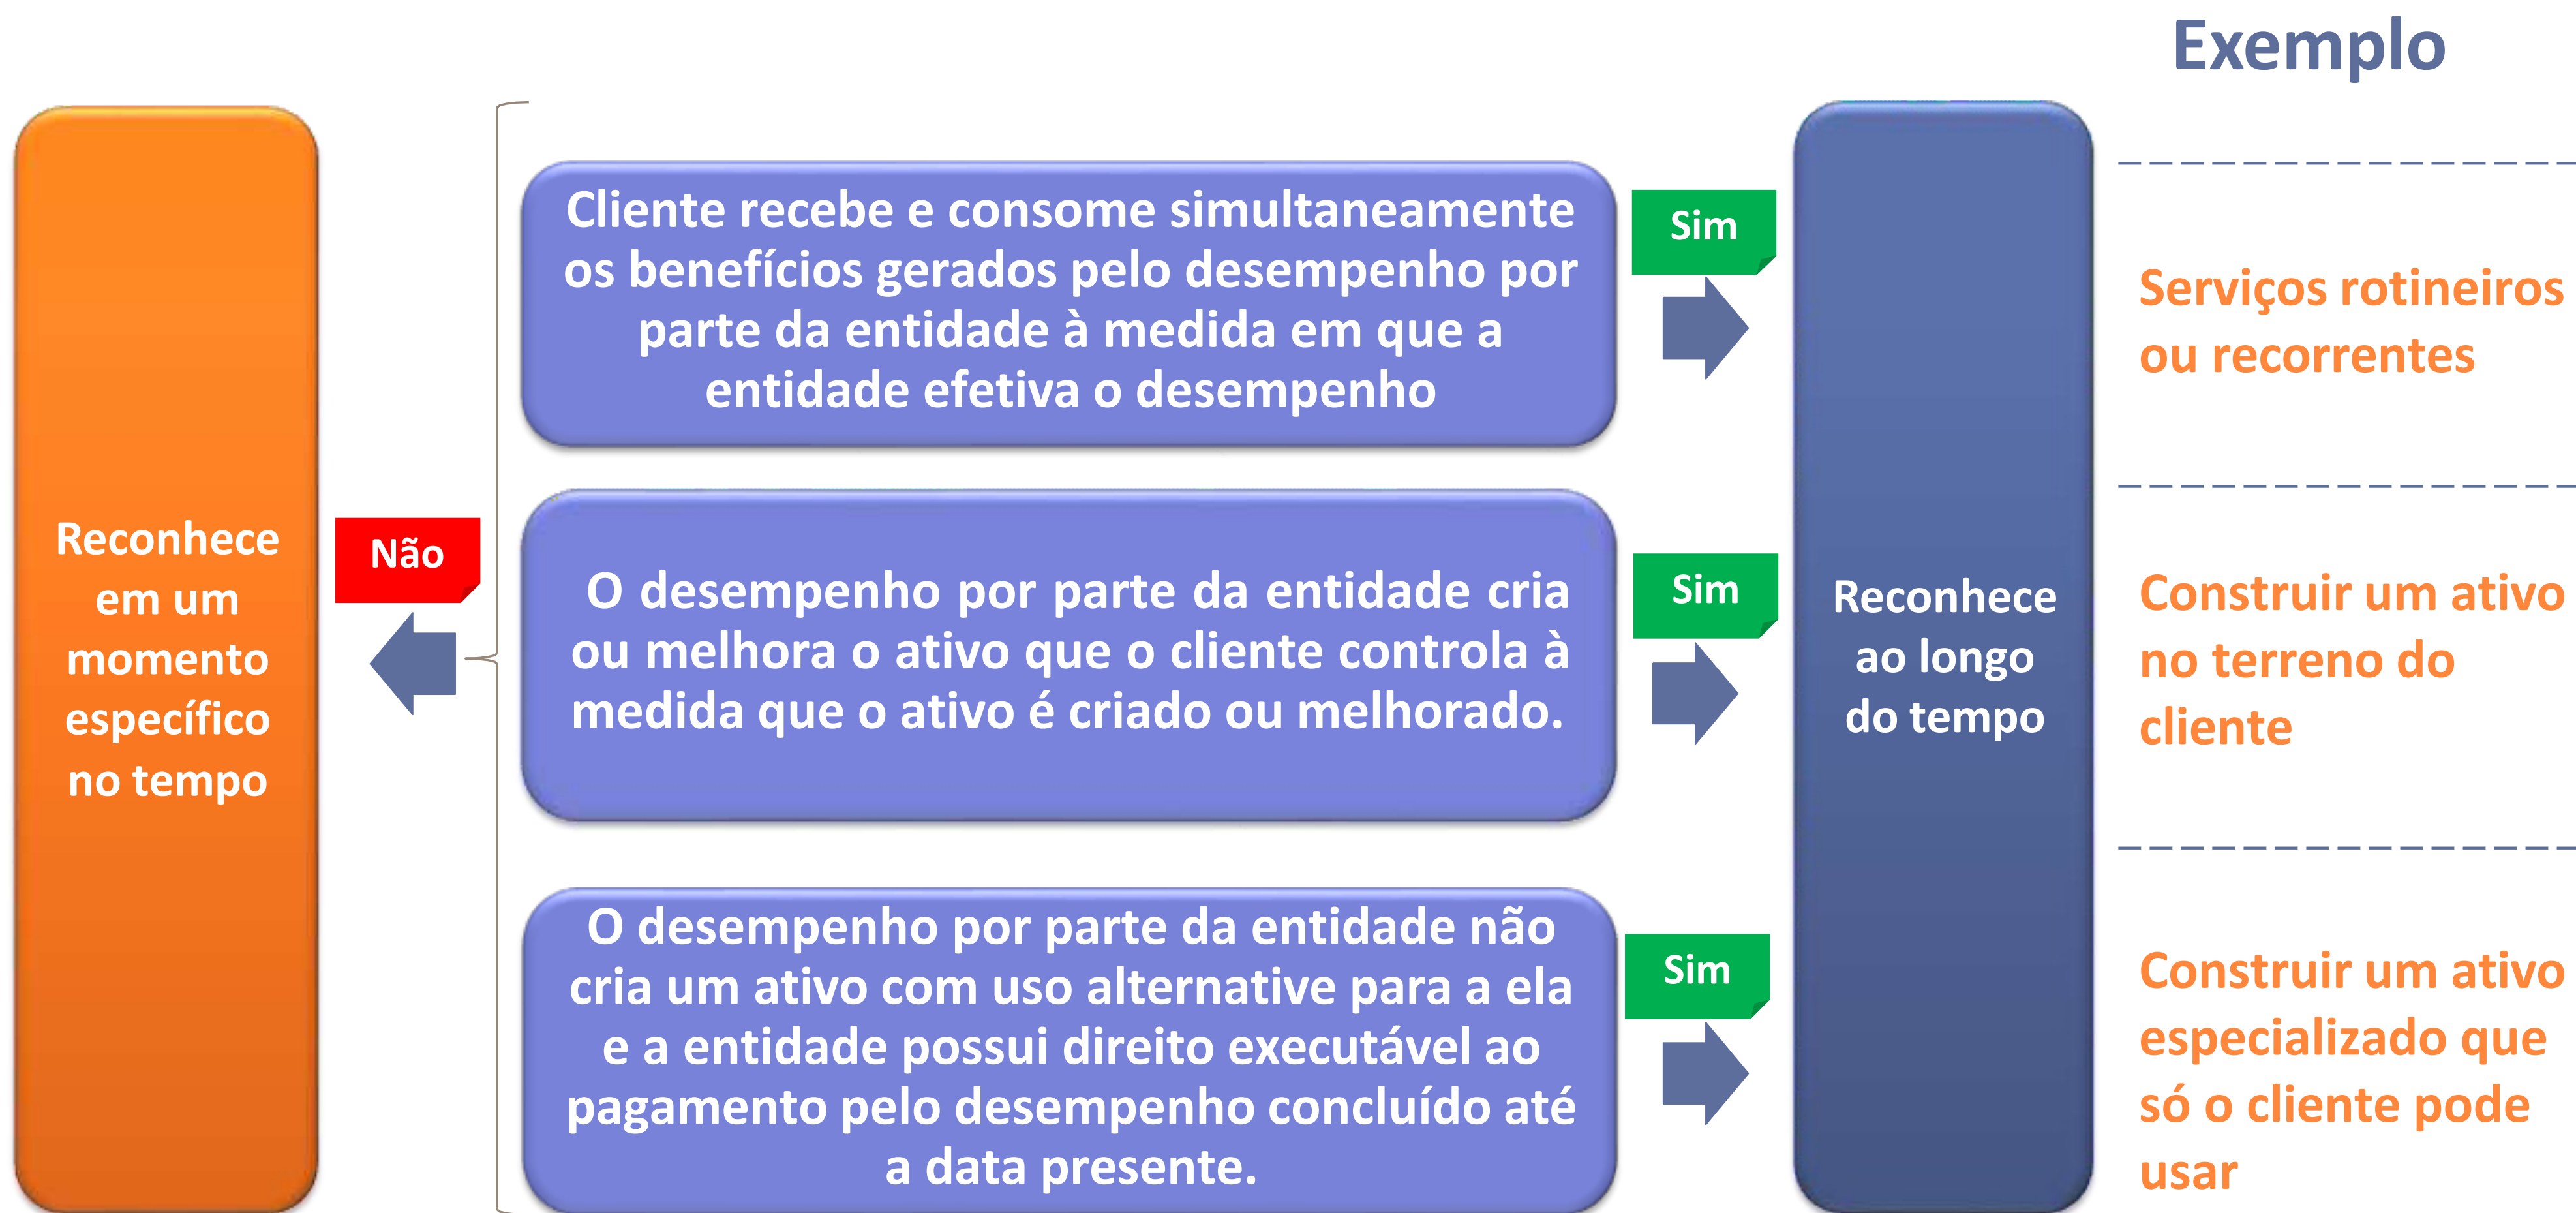 Exemplo
Reconhece
em um
momento
específico
no tempo
Não
Cliente recebe e consome simultaneamente
os benefícios gerados pelo desempenho por
parte da entidade à medida em que a
entidade efetiva o desempenho
Sim
Serviços rotineiros
ou recorrentes
O desempenho por parte da entidade cria
ou melhora o ativo que o cliente controla à
medida que o ativo é criado ou melhorado.
Sim
Reconhece
ao longo
do tempo
Construir um ativo
no terreno do
cliente
O desempenho por parte da entidade não
cria um ativo com uso alternative para a ela
e a entidade possui direito executável ao
pagamento pelo desempenho concluído até
a data presente.
Sim
Construir um ativo
especializado que
só o cliente pode
usar